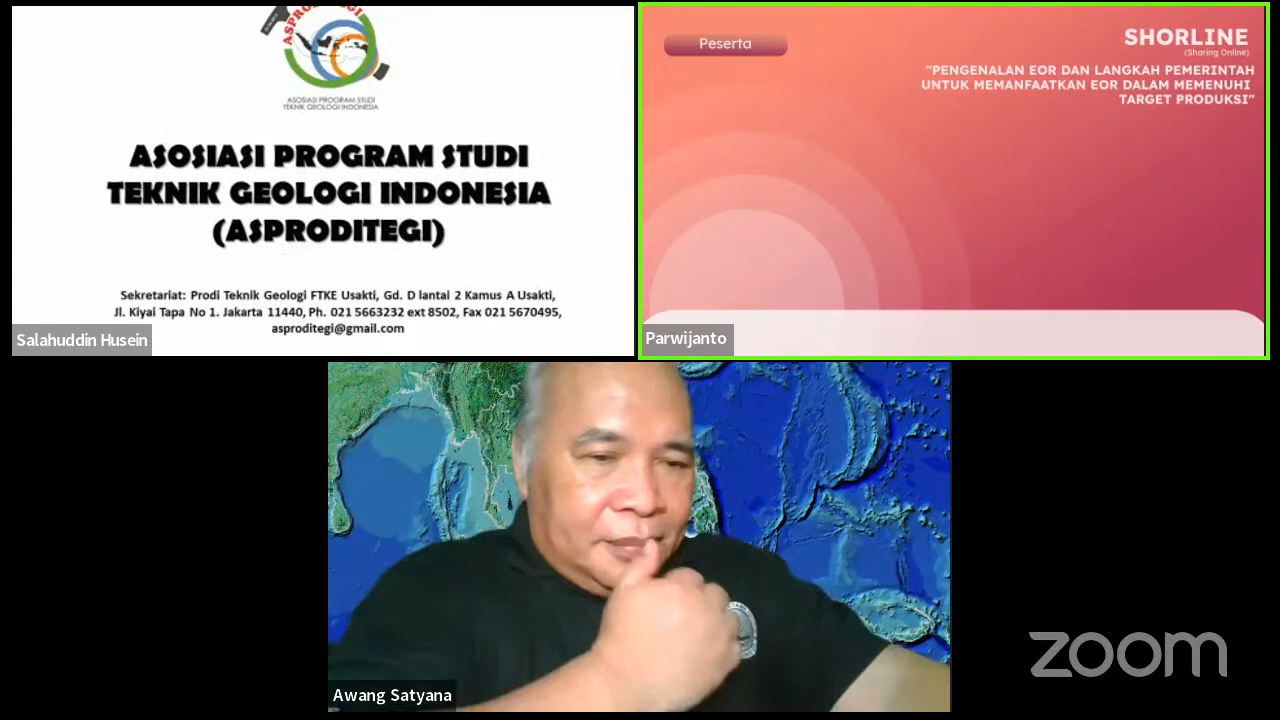 ASPRODITEGI
ASOSIASI PROGRAM STUDI
TEKNIK GEOLOGI INDONESIA
ASOSIASI PROGRAM STUDI
TEKNIK GEOLOGI INDONESIA
(ASPRODITEGI)
Sekretariat: Prodi Teknik Geologi FTKE Usakti, Gd. D lantai 2 Kamus A Usakti,
Jl. Kiyai Tapa No 1. Jakarta 11440, Ph. 021 5663232 ext 8502, Fax 021 5670495,
asproditegi@gmail.com
Salahuddin Husein
Peserta
SHORLINE
(Sharing Online)
"PENGENALAN EOR DAN LANGKAH PEMERINTAH
UNTUK MEMANFAATKAN EOR DALAM MEMENUHI
TARGET PRODUKSI"
Parwijanto
Awang Satyana
zoom